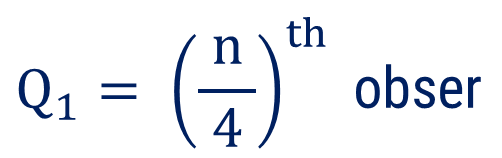 Q₁ = (n/4)ᵗʰ obser